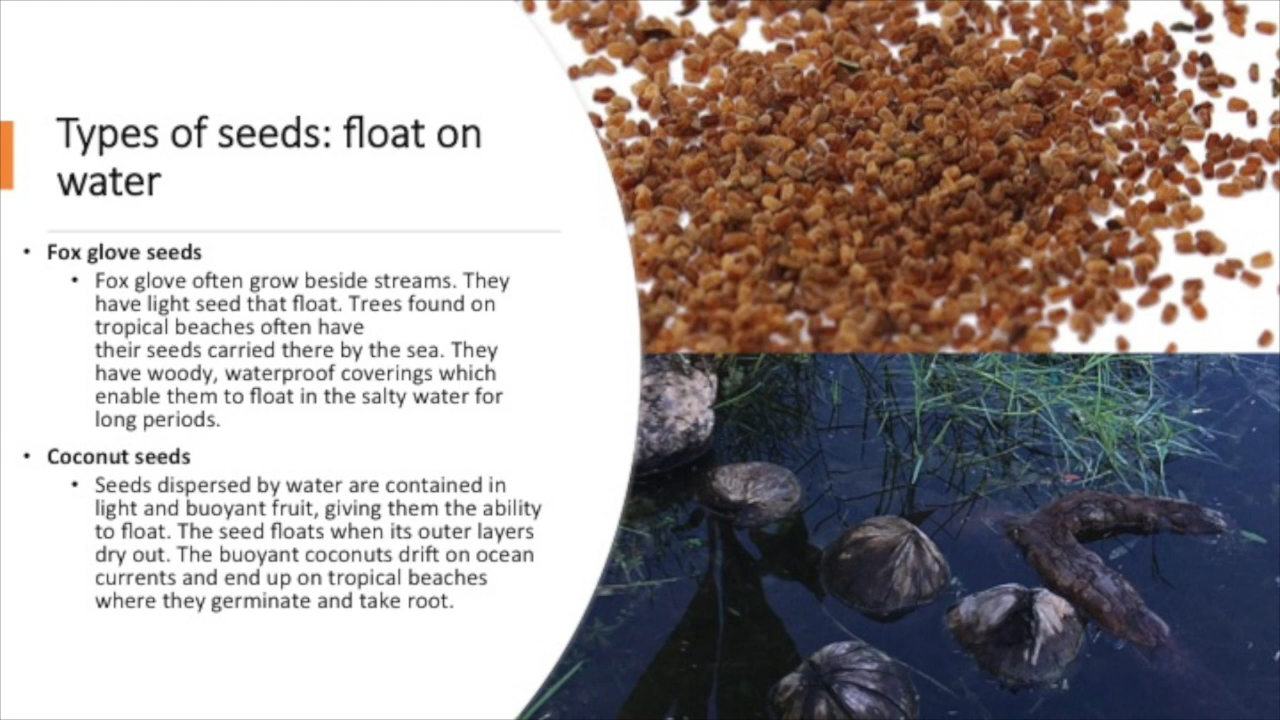 Types of seeds: float on
water
• Fox glove seeds
• Fox glove often grow beside streams. They
have light seed that float. Trees found on
tropical beaches often have
their seeds carried there by the sea. They
have woody, waterproof coverings which
enable them to float in the salty water for
long periods.
• Coconut seeds
• Seeds dispersed by water are contained in
light and buoyant fruit, giving them the ability
to float. The seed floats when its outer layers
dry out. The buoyant coconuts drift on ocean
currents and end up on tropical beaches
where they germinate and take root.